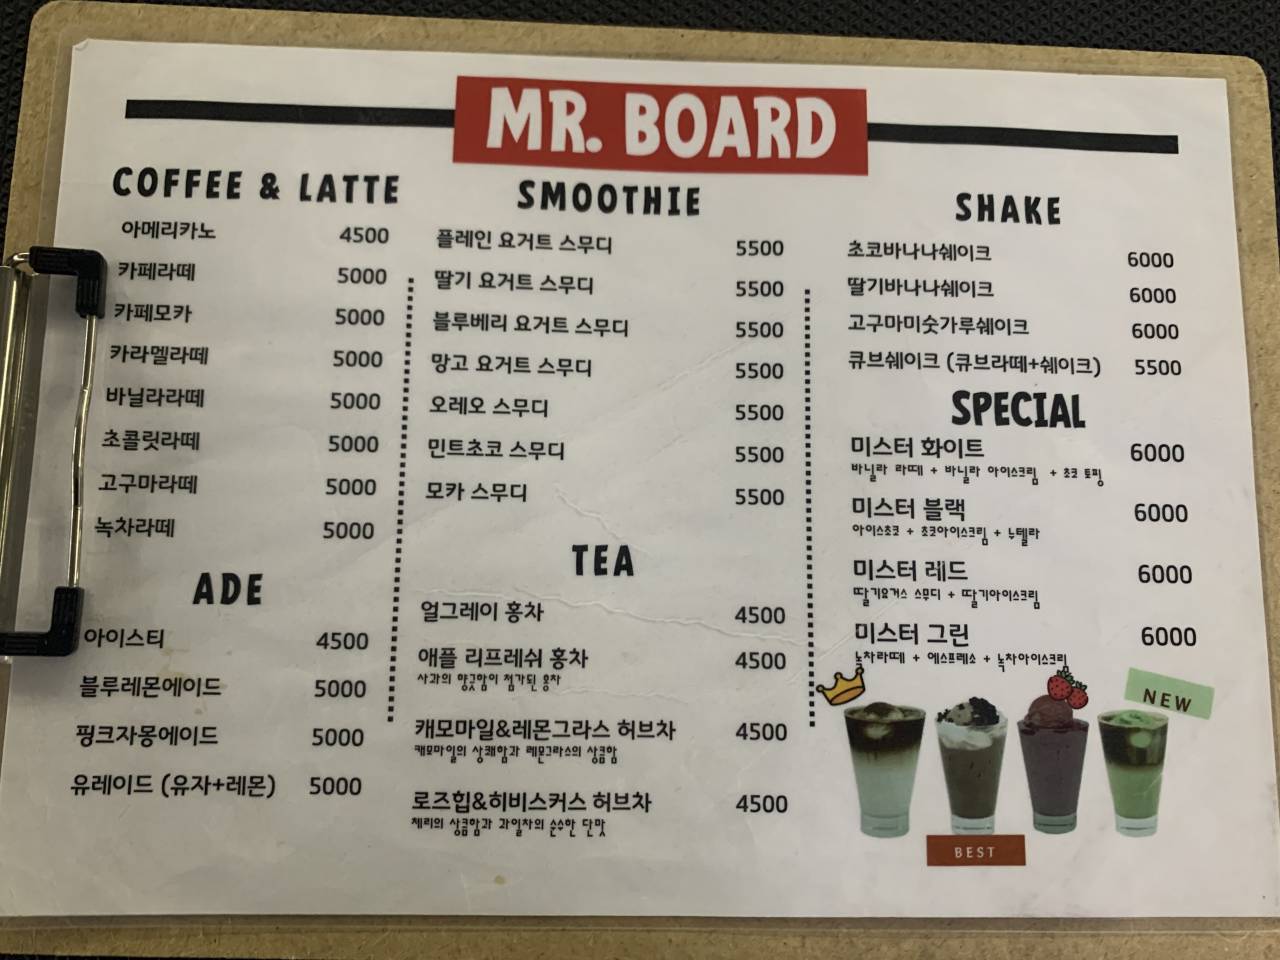 MR. BOARD
COFFEE & LATTE
아메리카노 4500
카페라떼 5000
카페모카 5000
카라멜라떼 5000
바닐라라떼 5000
초콜릿라떼 5000
고구마라떼 5000
녹차라떼 5000
ADE
아이스티 4500
블루레몬에이드 5000
핑크자몽에이드 5000
유레이드 (유자+레몬) 5000
SMOOTHIE
플레인 요거트 스무디 5500
딸기 요거트 스무디 5500
블루베리 요거트 스무디 5500
망고 요거트 스무디 5500
오레오 스무디 5500
민트초코 스무디 5500
모카 스무디 5500
TEA
얼그레이 홍차 4500
애플 리프레쉬 홍차 4500
사과의 향긋함이 첨가된 홍차
캐모마일&레몬그라스 허브차 4500
캐모마일의 상쾌함과 레몬그라스의 상큼함
로즈힙&히비스커스 허브차 4500
체리의 상큼함과 과일차의 순수한 단맛
SHAKE
초코바나나쉐이크 6000
딸기바나나쉐이크 6000
고구마미숫가루쉐이크 6000
큐브쉐이크 (큐브라떼+쉐이크) 5500
SPECIAL
미스터 화이트 6000
바닐라 라떼 + 바닐라 아이스크림 + 초코 토핑
미스터 블랙 6000
아이스초코 + 초코아이스크림 + 누텔라
미스터 레드 6000
딸기요거스 스무디 + 딸기아이스크림
미스터 그린 6000
녹차라떼 + 에스프레소 + 녹차아이스크림
NEW
BEST